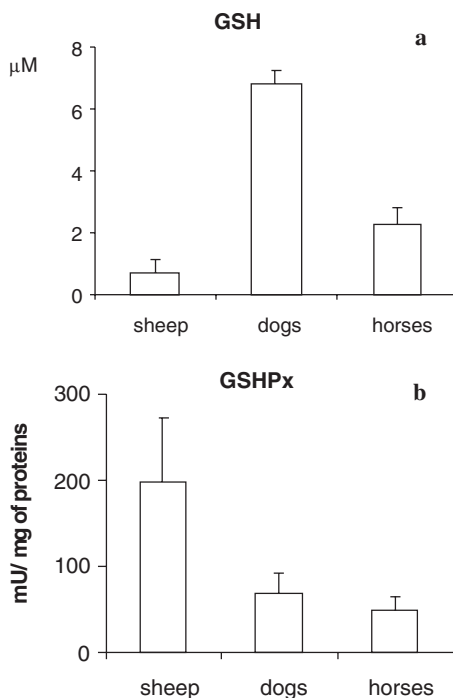 GSH
a
μM
8
6
4
2
0
sheep dogs horses
GSHPx
b
mU/ mg of proteins
300
200
100
0
sheep dogs horses